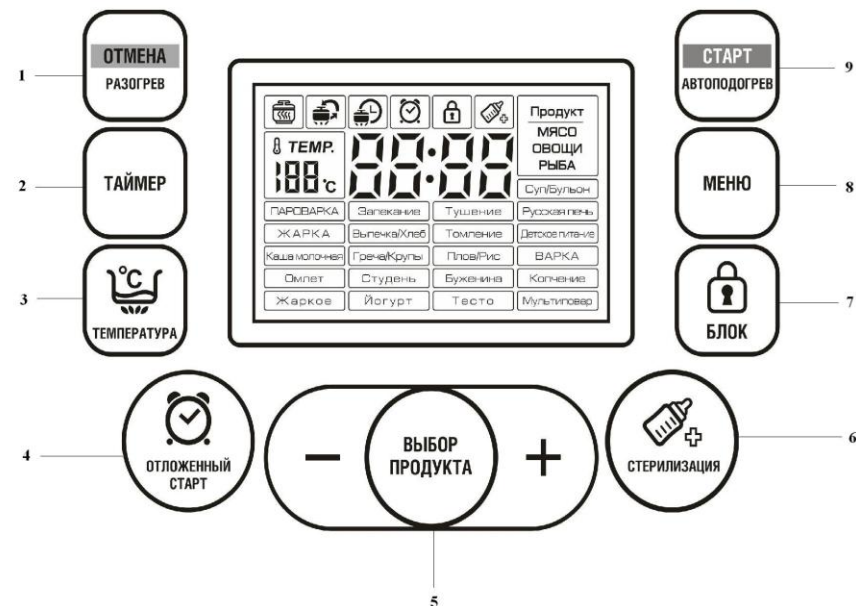 1
ОТМЕНА
РАЗОГРЕВ
2
ТАЙМЕР
3
°C
ТЕМПЕРАТУРА
4
ОТЛОЖЕННЫЙ
СТАРТ
TEMP.
188 °C
88:88
Продукт
МЯСО
ОВОЩИ
РЫБА
Суп/Бульон
ПАРОВАРКА Запекание Тушение Русская печь
ЖАРКА Выпечка/Хлеб Томление Детское питание
Каша молочная Греча/Крупы Плов/Рис ВАРКА
Омлет Студень Буженина Копчение
Жаркое Йогурт Тесто Мультиповар
− ВЫБОР +
ПРОДУКТА
5
СТЕРИЛИЗАЦИЯ
6
БЛОК
7
МЕНЮ
8
СТАРТ
АВТОПОДОГРЕВ
9